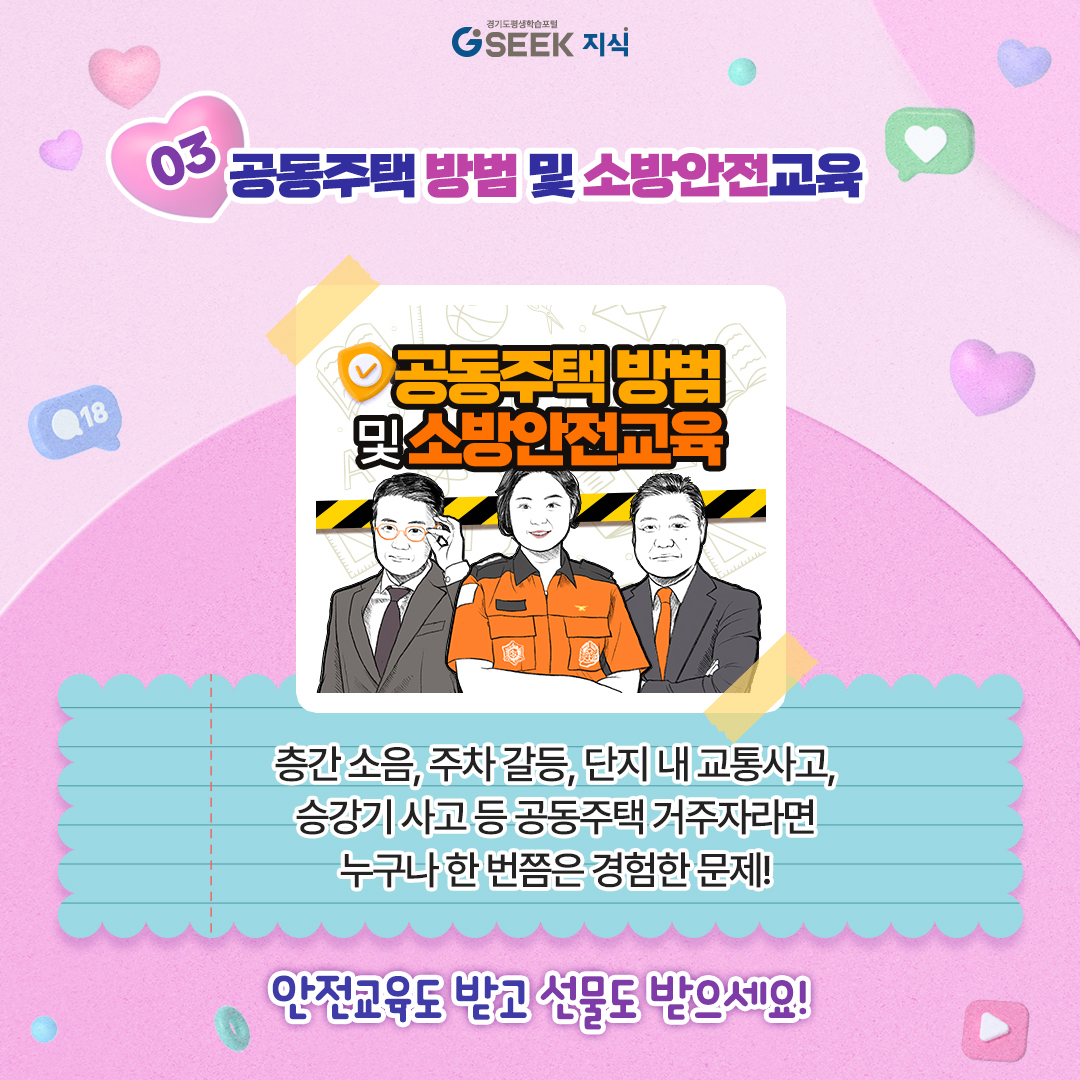 경기도평생학습포털
GSEEK 지식
03 공동주택 방범 및 소방안전교육
18
공동주택 방범
및 소방안전교육
층간 소음, 주차 갈등, 단지 내 교통사고,
승강기 사고 등 공동주택 거주자라면
누구나 한 번쯤은 경험한 문제!
안전교육도 받고 선물도 받으세요!